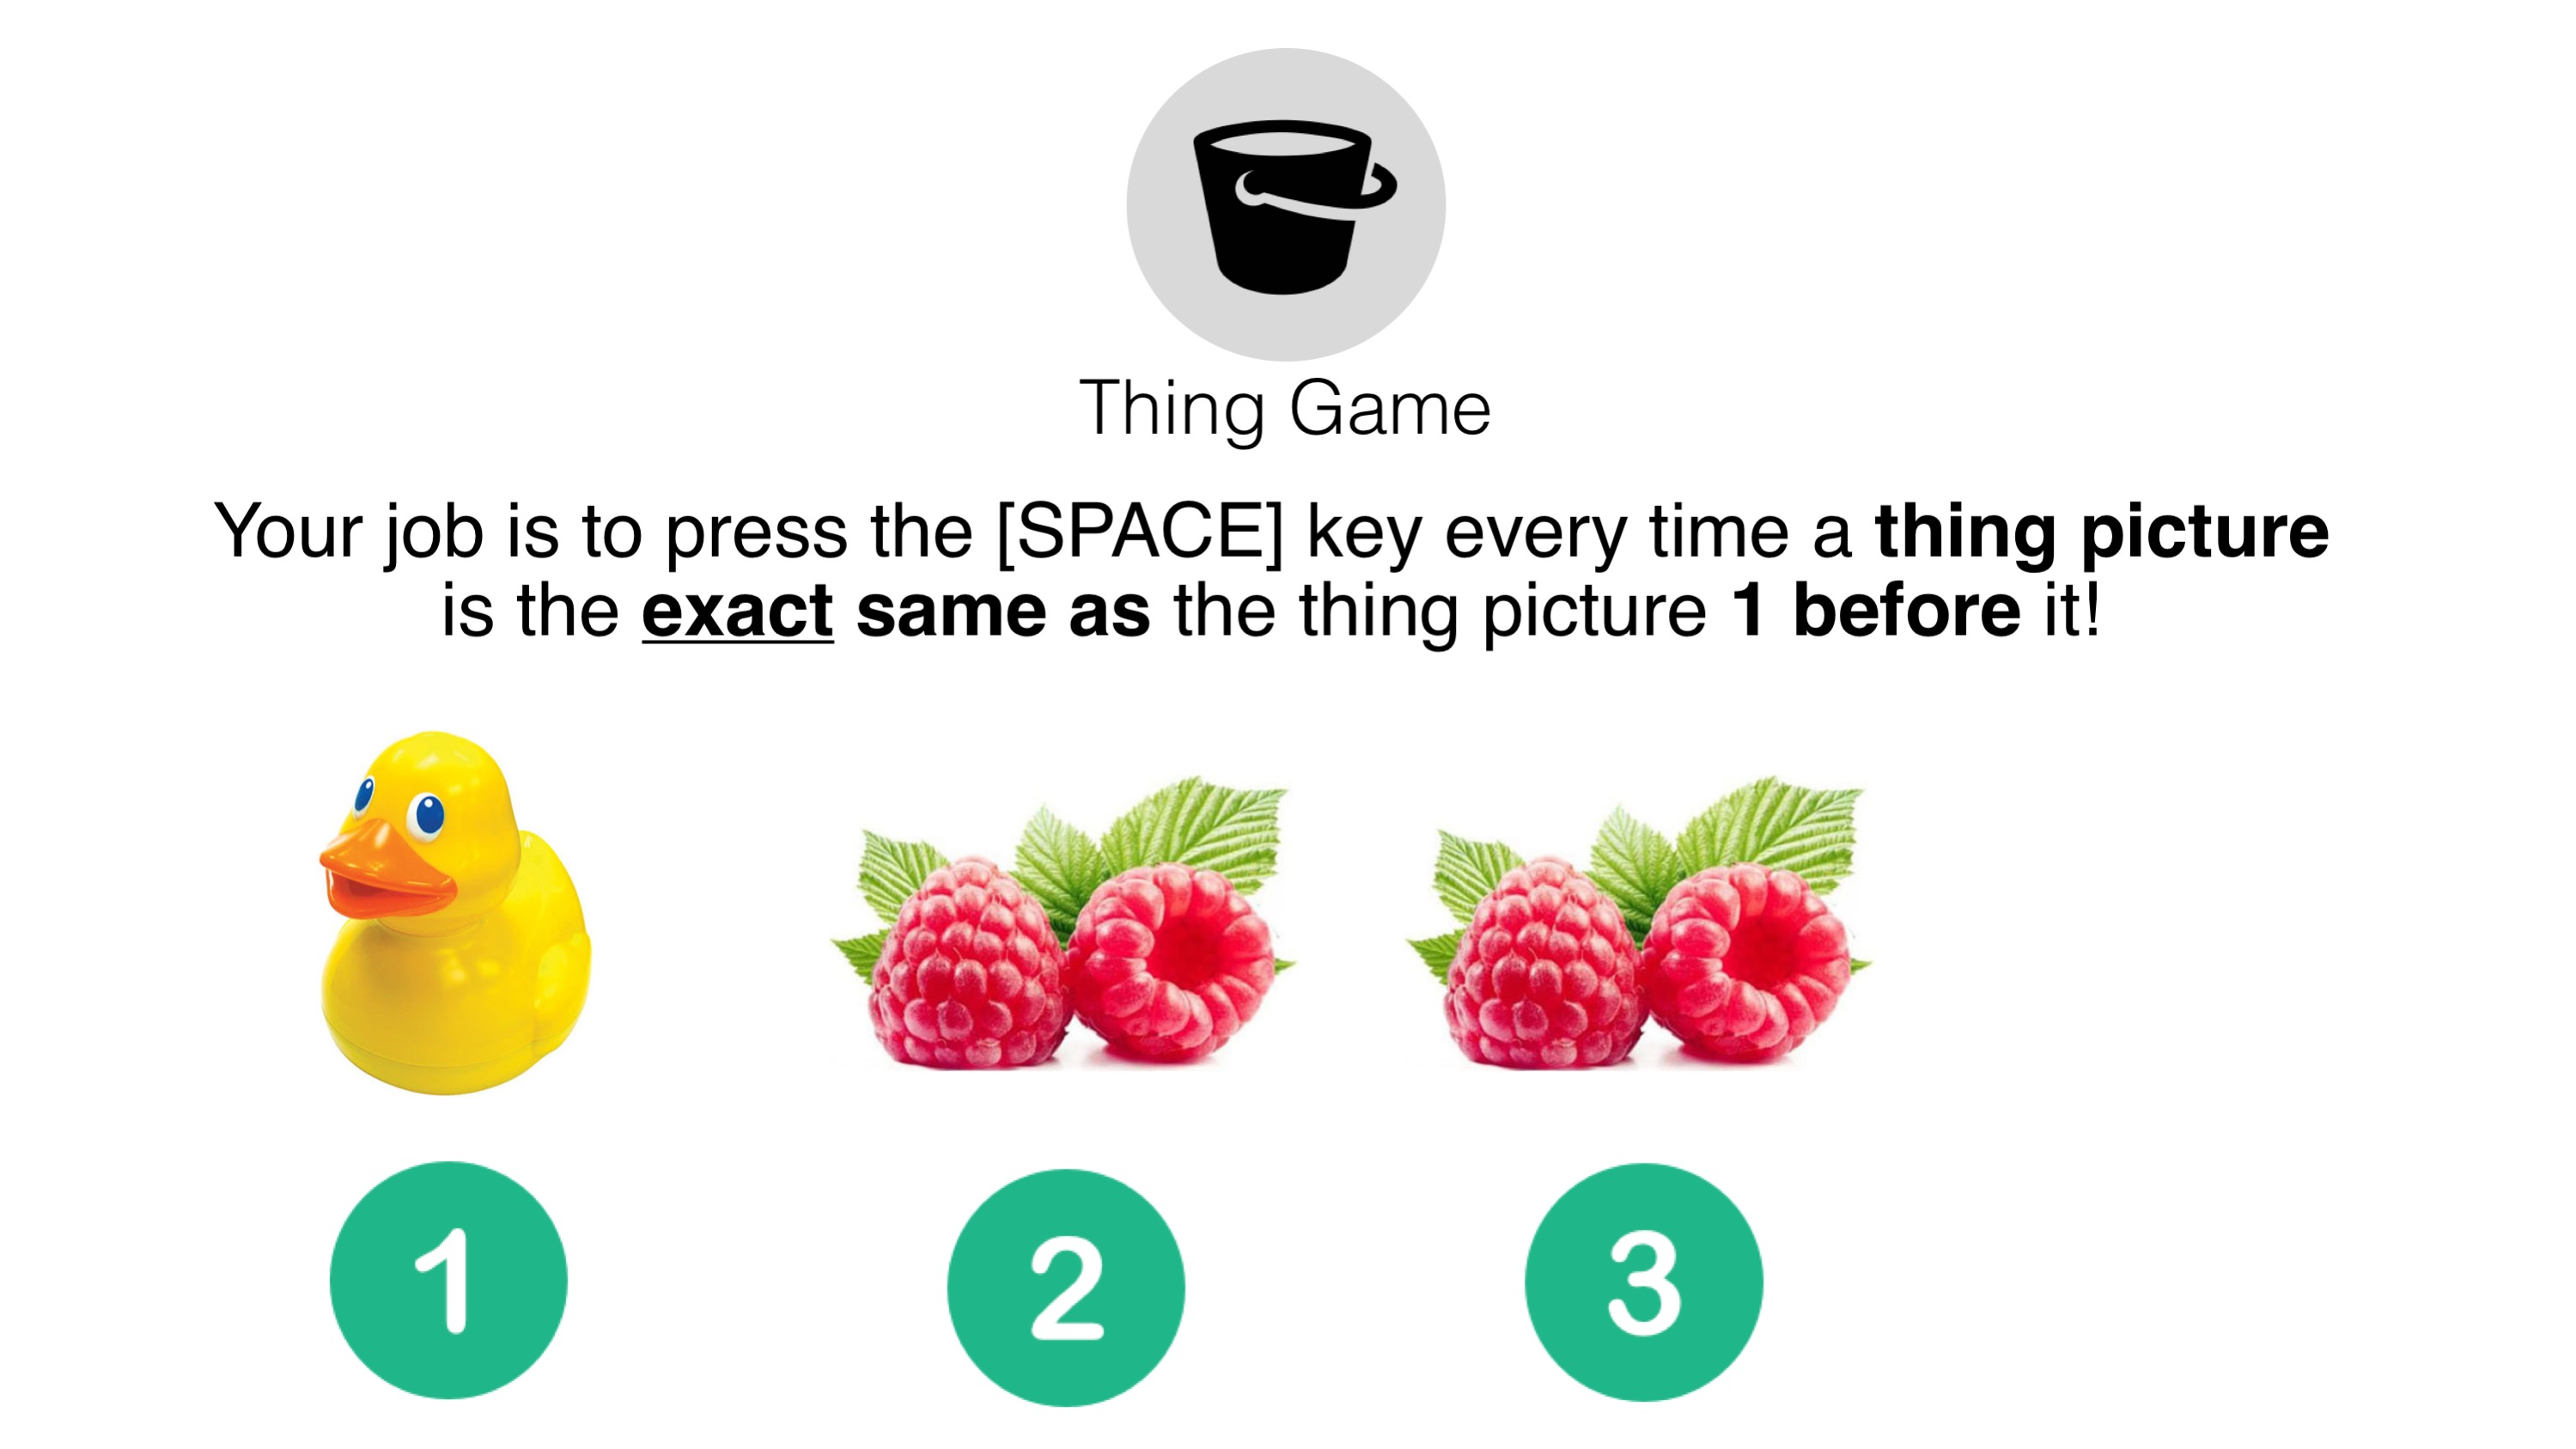 Thing Game
Your job is to press the [SPACE] key every time a thing picture
is the exact same as the thing picture 1 before it!
1 2 3